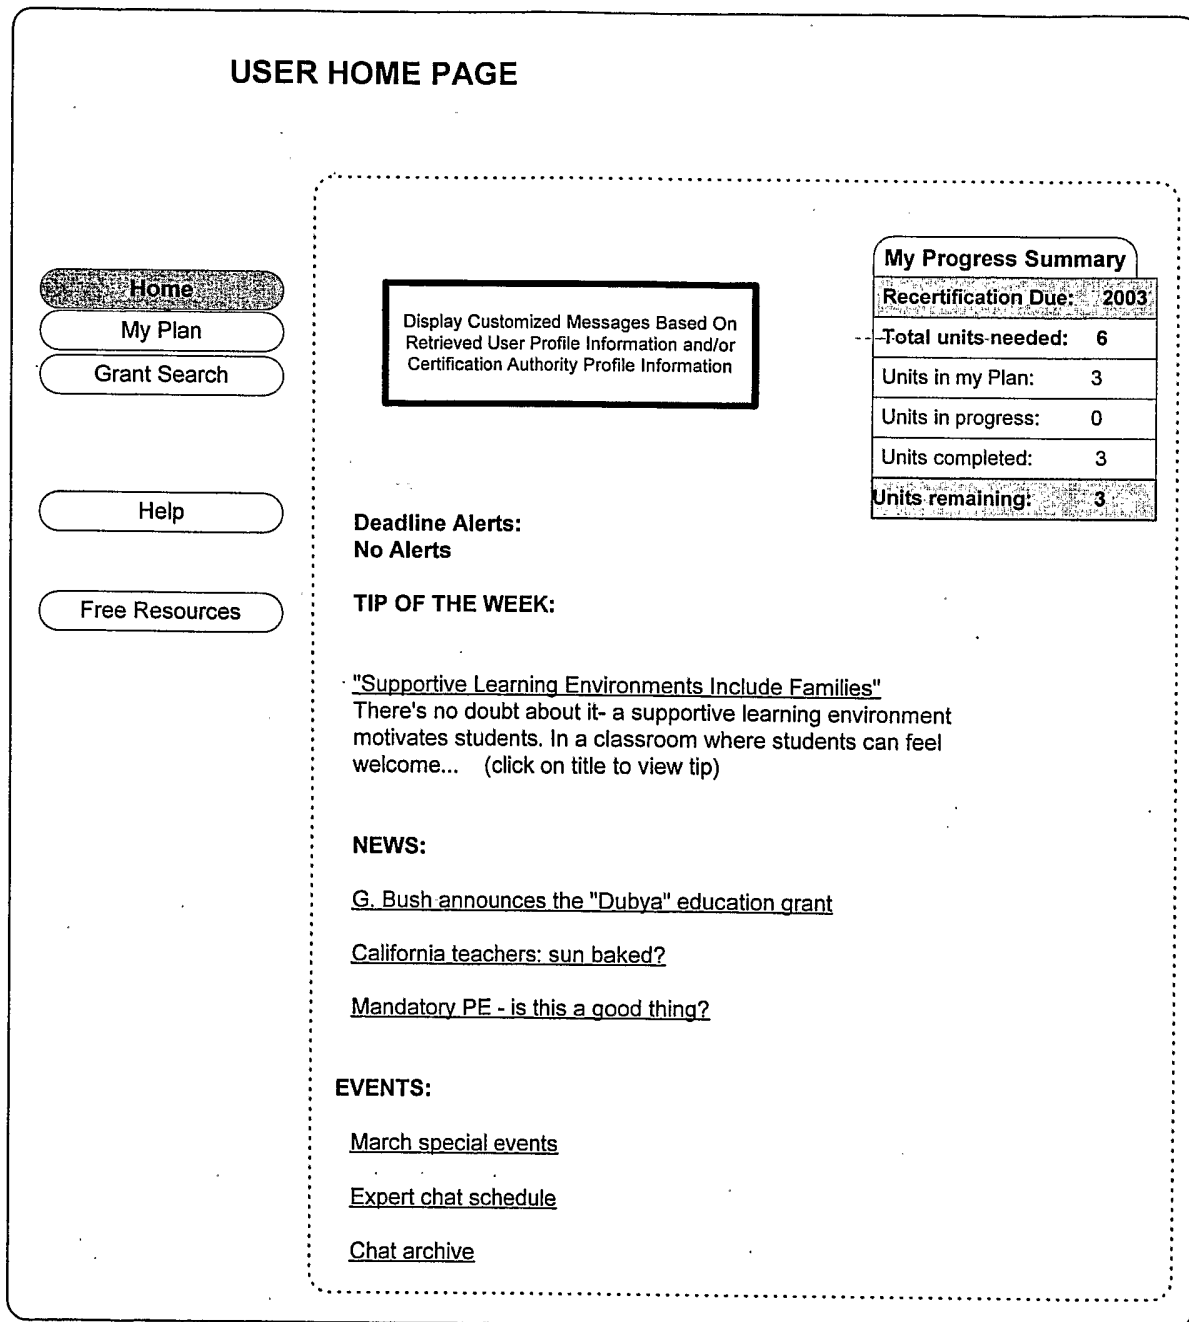 USER HOME PAGE
Home
My Plan
Grant Search
Help
Free Resources
Display Customized Messages Based On
Retrieved User Profile Information and/or
Certification Authority Profile Information
My Progress Summary
Recertification Due: 2003
Total units needed: 6
Units in my Plan: 3
Units in progress: 0
Units completed: 3
Units remaining: 3
Deadline Alerts:
No Alerts
TIP OF THE WEEK:
"Supportive Learning Environments Include Families"
There's no doubt about it- a supportive learning environment
motivates students. In a classroom where students can feel
welcome... (click on title to view tip)
NEWS:
G. Bush announces the "Dubya" education grant
California teachers: sun baked?
Mandatory PE - is this a good thing?
EVENTS:
March special events
Expert chat schedule
Chat archive